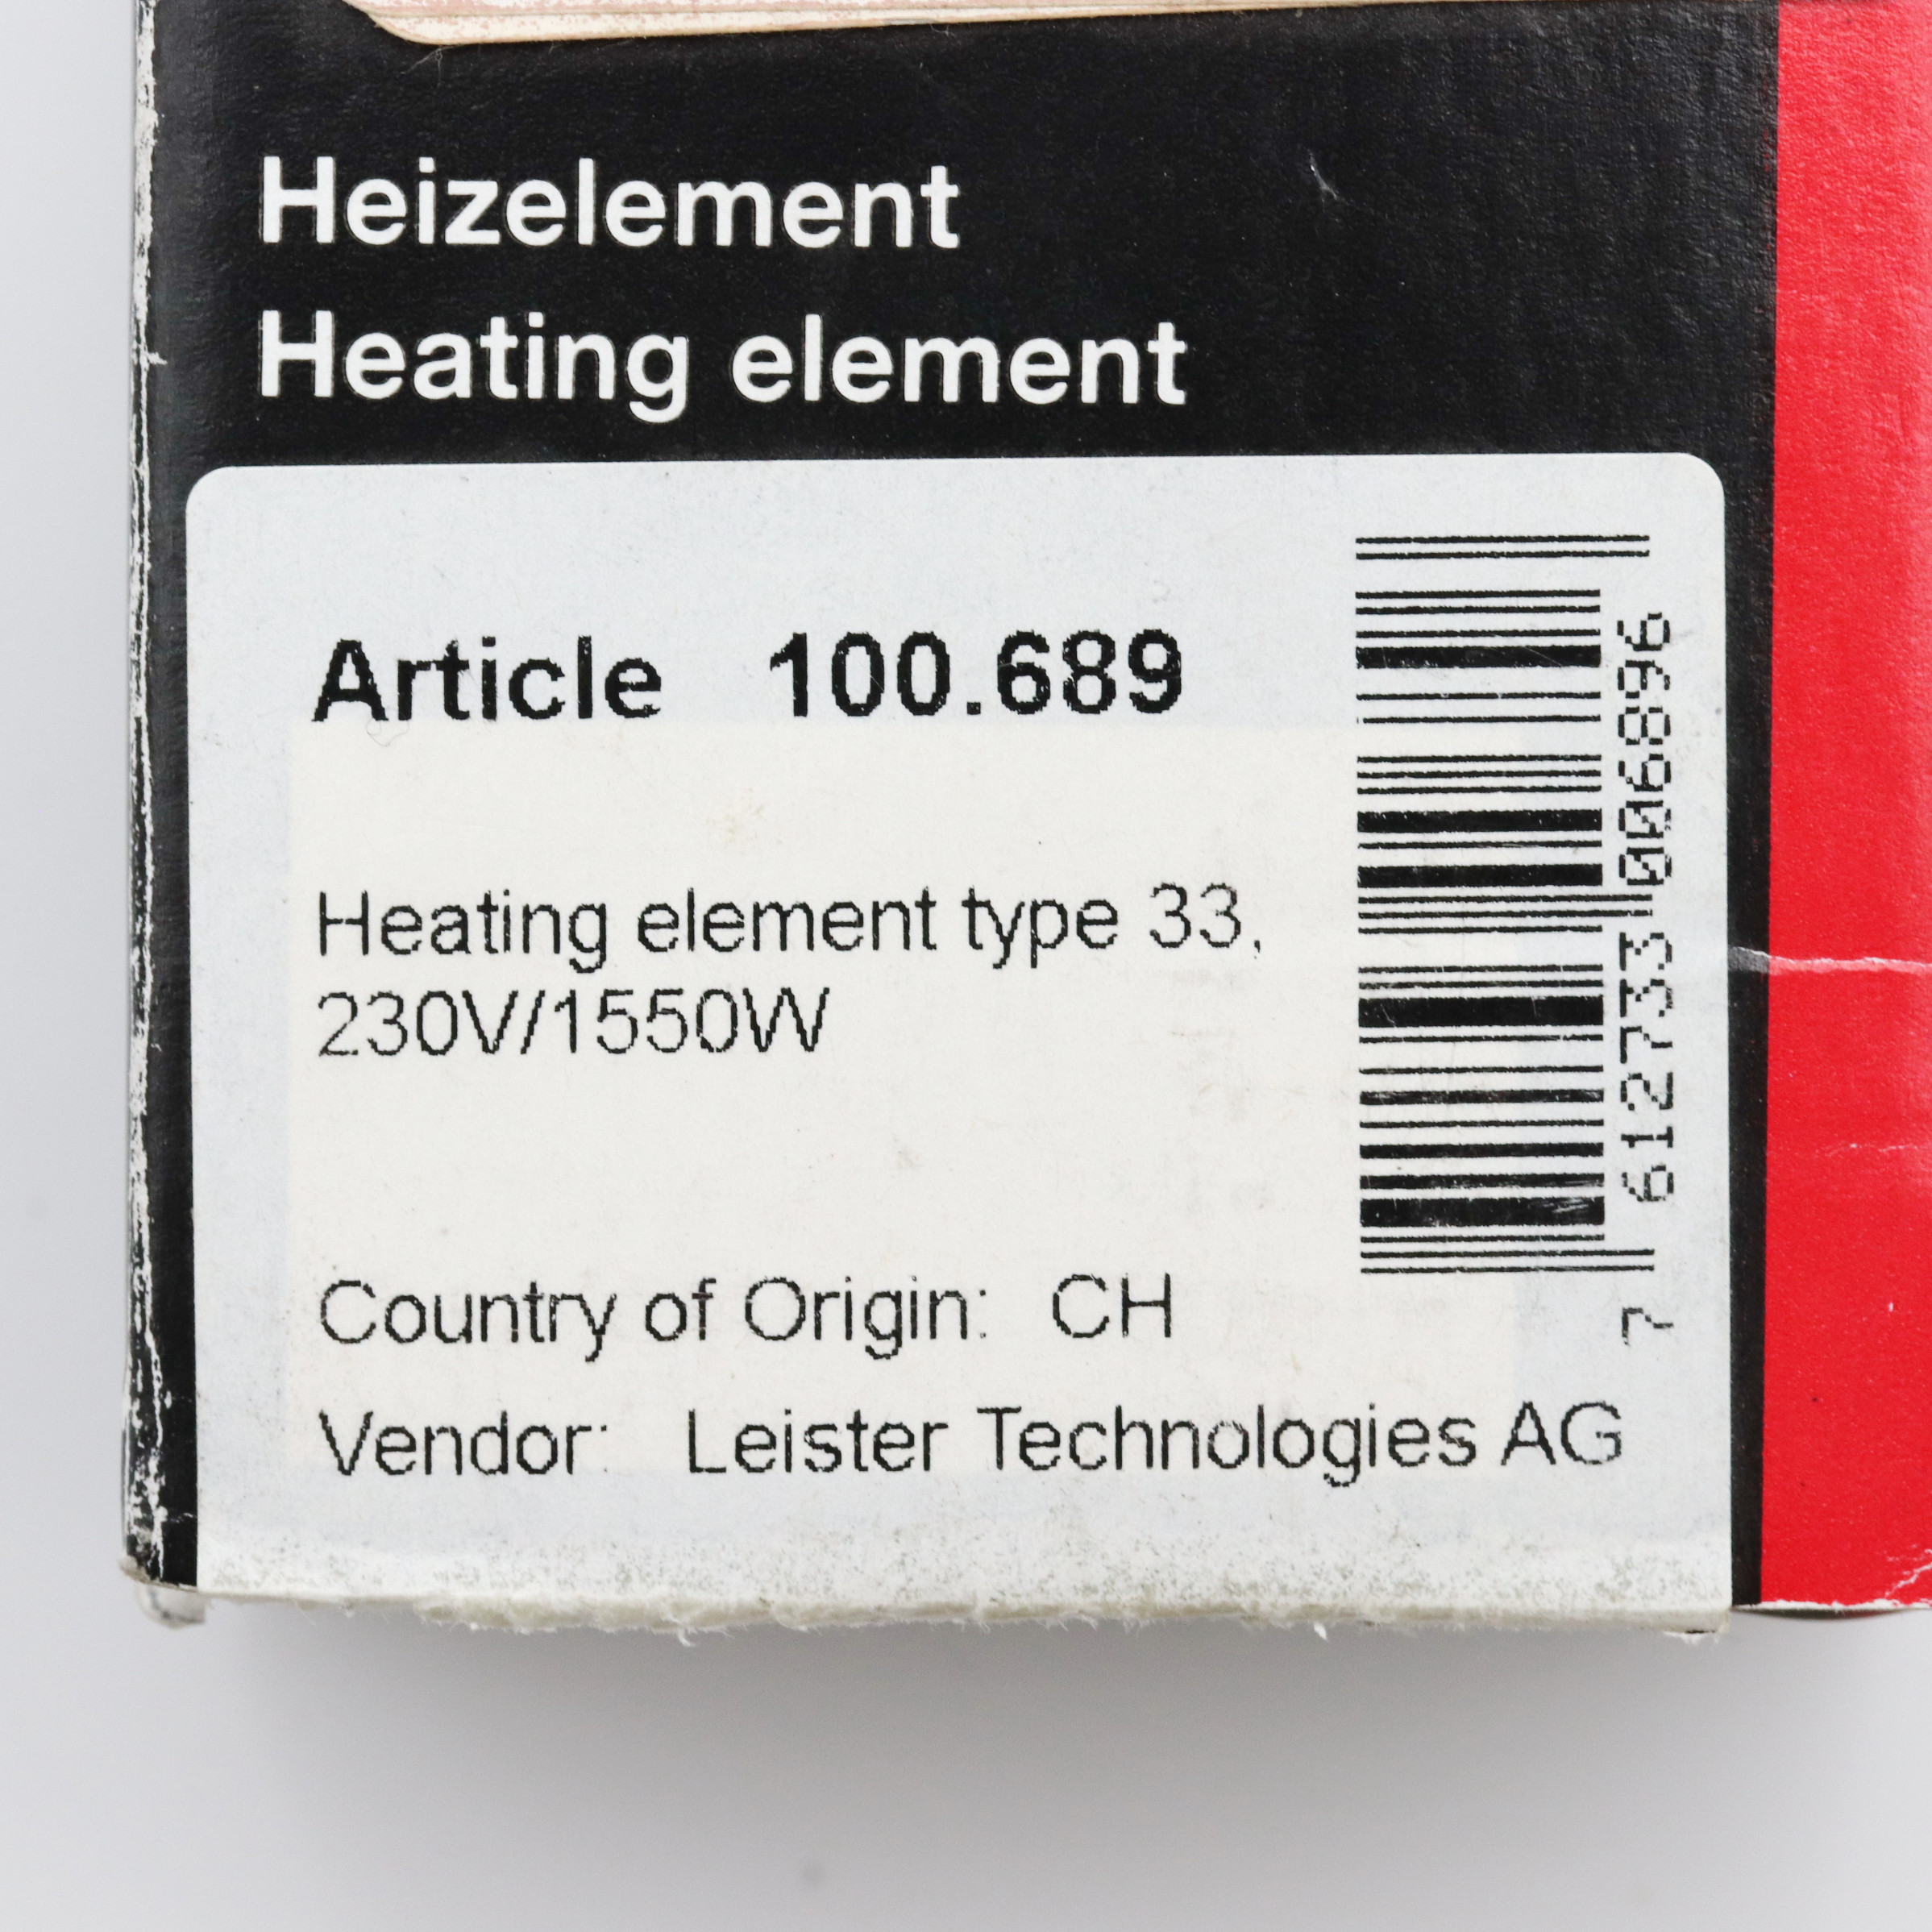 Heizelement
Heating element
Article 100.689
Heating element type 33,
230V/1550W
Country of Origin: CH
Vendor: Leister Technologies AG
7 612733 006896